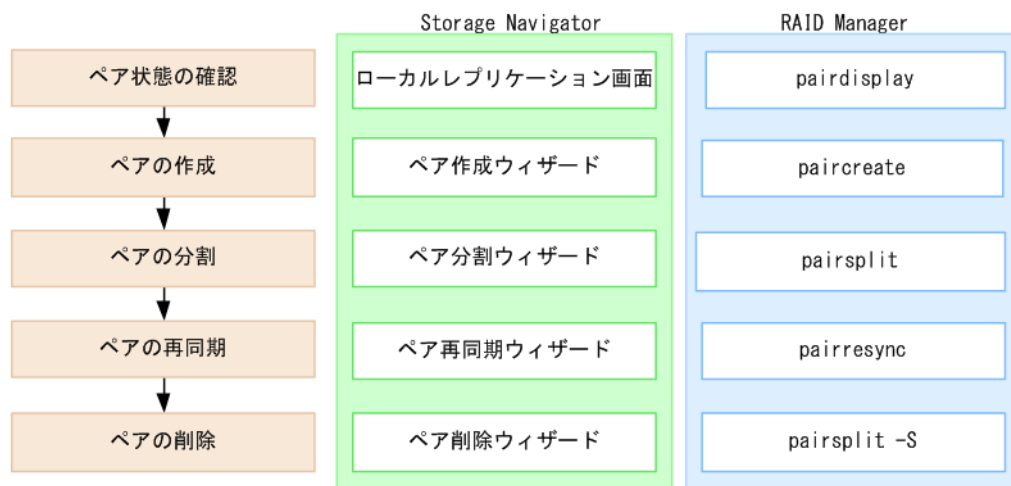 Storage Navigator RAID Manager
ペア状態の確認 ローカルレプリケーション画面 pairdisplay
ペアの作成 ペア作成ウィザード paircreate
ペアの分割 ペア分割ウィザード pairsplit
ペアの再同期 ペア再同期ウィザード pairresync
ペアの削除 ペア削除ウィザード pairsplit -S